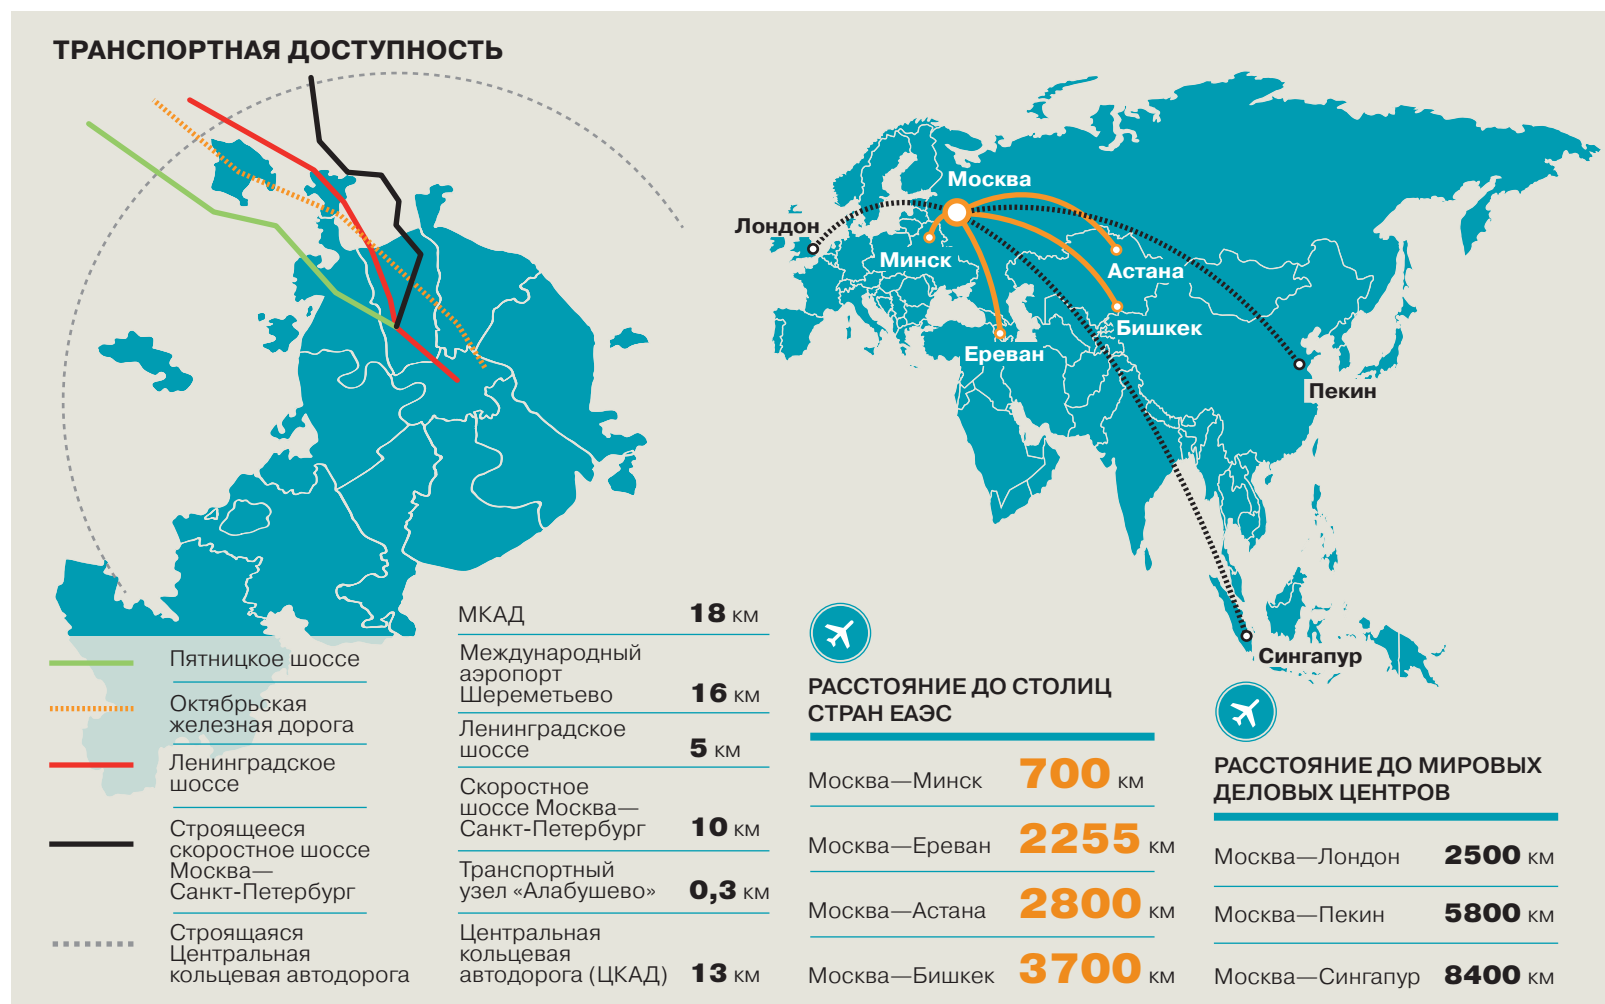 ТРАНСПОРТНАЯ ДОСТУПНОСТЬ
Москва
Лондон
Минск
Астана
Бишкек
Ереван
Пекин
Сингапур
Пятницкое шоссе
Октябрьская
железная дорога
Ленинградское
шоссе
Строящееся
скоростное шоссе
Москва—
Санкт-Петербург
Строящаяся
Центральная
кольцевая автодорога
МКАД 18 км
Международный
аэропорт
Шереметьево 16 км
Ленинградское
шоссе 5 км
Скоростное
шоссе Москва—
Санкт-Петербург 10 км
Транспортный
узел «Алабушево» 0,3 км
Центральная
кольцевая
автодорога (ЦКАД) 13 км
РАССТОЯНИЕ ДО СТОЛИЦ
СТРАН ЕАЭС
Москва—Минск 700 км
Москва—Ереван 2255 км
Москва—Астана 2800 км
Москва—Бишкек 3700 км
РАССТОЯНИЕ ДО МИРОВЫХ
ДЕЛОВЫХ ЦЕНТРОВ
Москва—Лондон 2500 км
Москва—Пекин 5800 км
Москва—Сингапур 8400 км